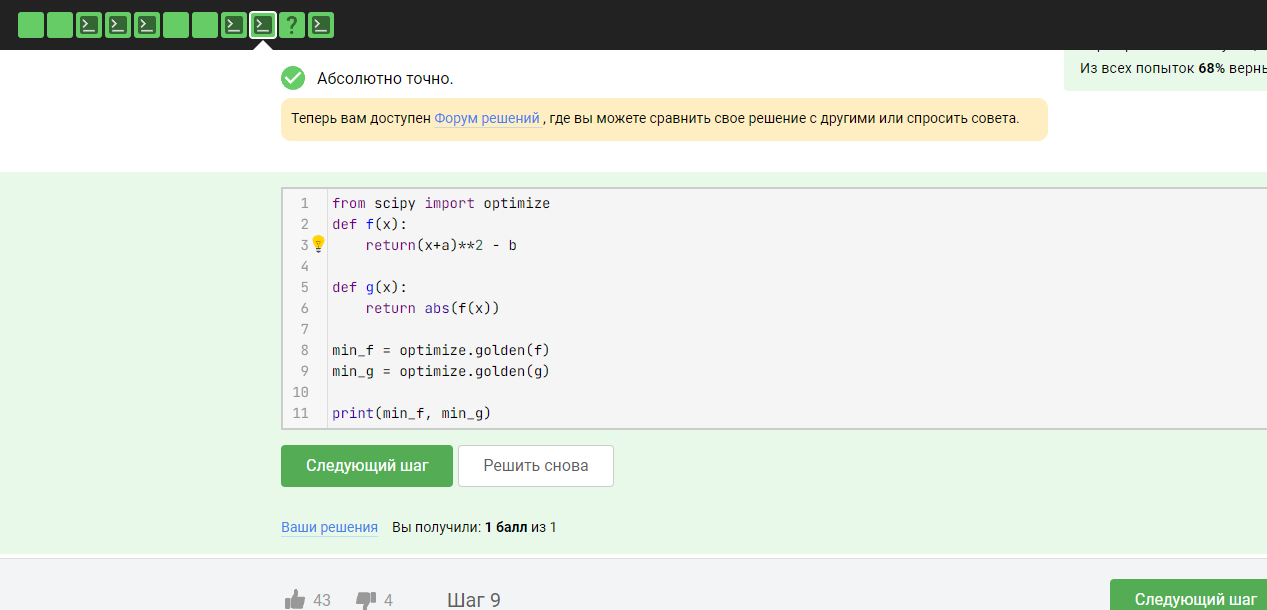 ?
Из всех попыток 68% верны
Абсолютно точно.
Теперь вам доступен Форум решений , где вы можете сравнить свое решение с другими или спросить совета.
1 from scipy import optimize
2 def f(x):
3 return(x+a)**2 - b
4
5 def g(x):
6 return abs(f(x))
7
8 min_f = optimize.golden(f)
9 min_g = optimize.golden(g)
10
11 print(min_f, min_g)
Следующий шаг Решить снова
Ваши решения Вы получили: 1 балл из 1
43 4 Шаг 9 Следующий шаг